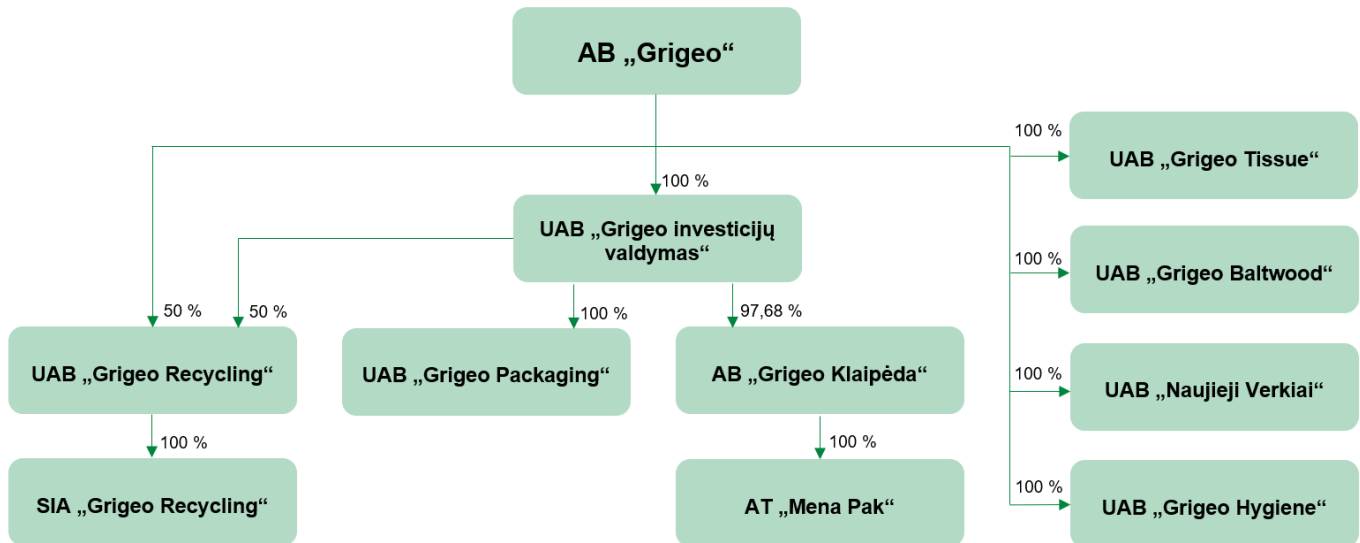 AB „Grigeo“
100 %
UAB „Grigeo Tissue“
100 %
UAB „Grigeo investicijų
valdymas“
100 %
UAB „Grigeo Baltwood“
50 %
50 %
100 %
97,68 %
UAB „Grigeo Recycling“
UAB „Grigeo Packaging“
AB „Grigeo Klaipėda“
100 %
UAB „Naujieji Verkiai“
100 %
100 %
SIA „Grigeo Recycling“
AT „Mena Pak“
100 %
UAB „Grigeo Hygiene“